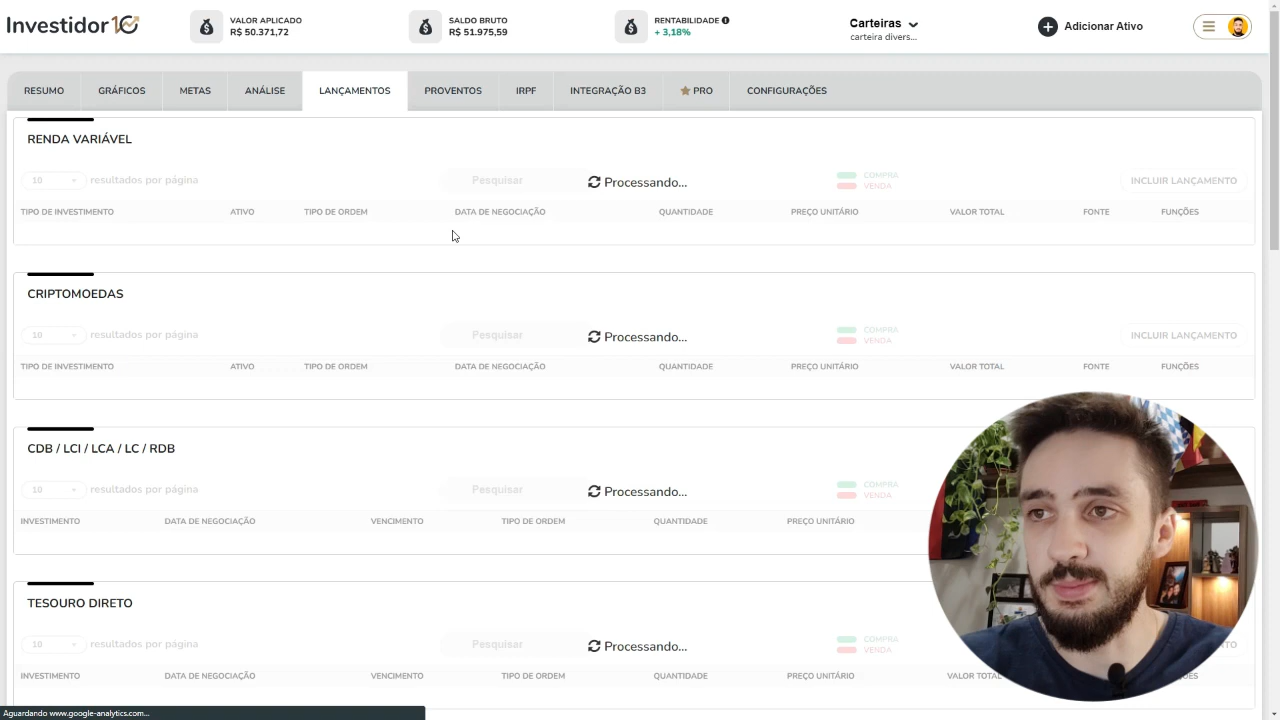 Investidor10
VALOR APLICADO
R$ 50.371,72
SALDO BRUTO
R$ 51.975,59
RENTABILIDADE
+ 3,18%
Carteiras
carteira divers...
Adicionar Ativo
RESUMO
GRÁFICOS
METAS
ANÁLISE
LANÇAMENTOS
PROVENTOS
IRPF
INTEGRAÇÃO B3
PRO
CONFIGURAÇÕES
RENDA VARIÁVEL
10 resultados por página
Pesquisar
Processando...
COMPRA
VENDA
INCLUIR LANÇAMENTO
TIPO DE INVESTIMENTO ATIVO TIPO DE ORDEM DATA DE NEGOCIAÇÃO QUANTIDADE PREÇO UNITÁRIO VALOR TOTAL FONTE FUNÇÕES
CRIPTOMOEDAS
10 resultados por página
Pesquisar
Processando...
COMPRA
VENDA
INCLUIR LANÇAMENTO
TIPO DE INVESTIMENTO ATIVO TIPO DE ORDEM DATA DE NEGOCIAÇÃO QUANTIDADE PREÇO UNITÁRIO VALOR TOTAL FONTE FUNÇÕES
CDB / LCI / LCA / LC / RDB
10 resultados por página
Pesquisar
Processando...
COMPRA
VENDA
INVESTIMENTO DATA DE NEGOCIAÇÃO VENCIMENTO TIPO DE ORDEM QUANTIDADE PREÇO UNITÁRIO
TESOURO DIRETO
10 resultados por página
Pesquisar
Processando...
COMPRA
VENDA
INVESTIMENTO DATA DE NEGOCIAÇÃO VENCIMENTO TIPO DE ORDEM QUANTIDADE PREÇO UNITÁRIO VALOR TOTAL
Aguardando www.google-analytics.com...